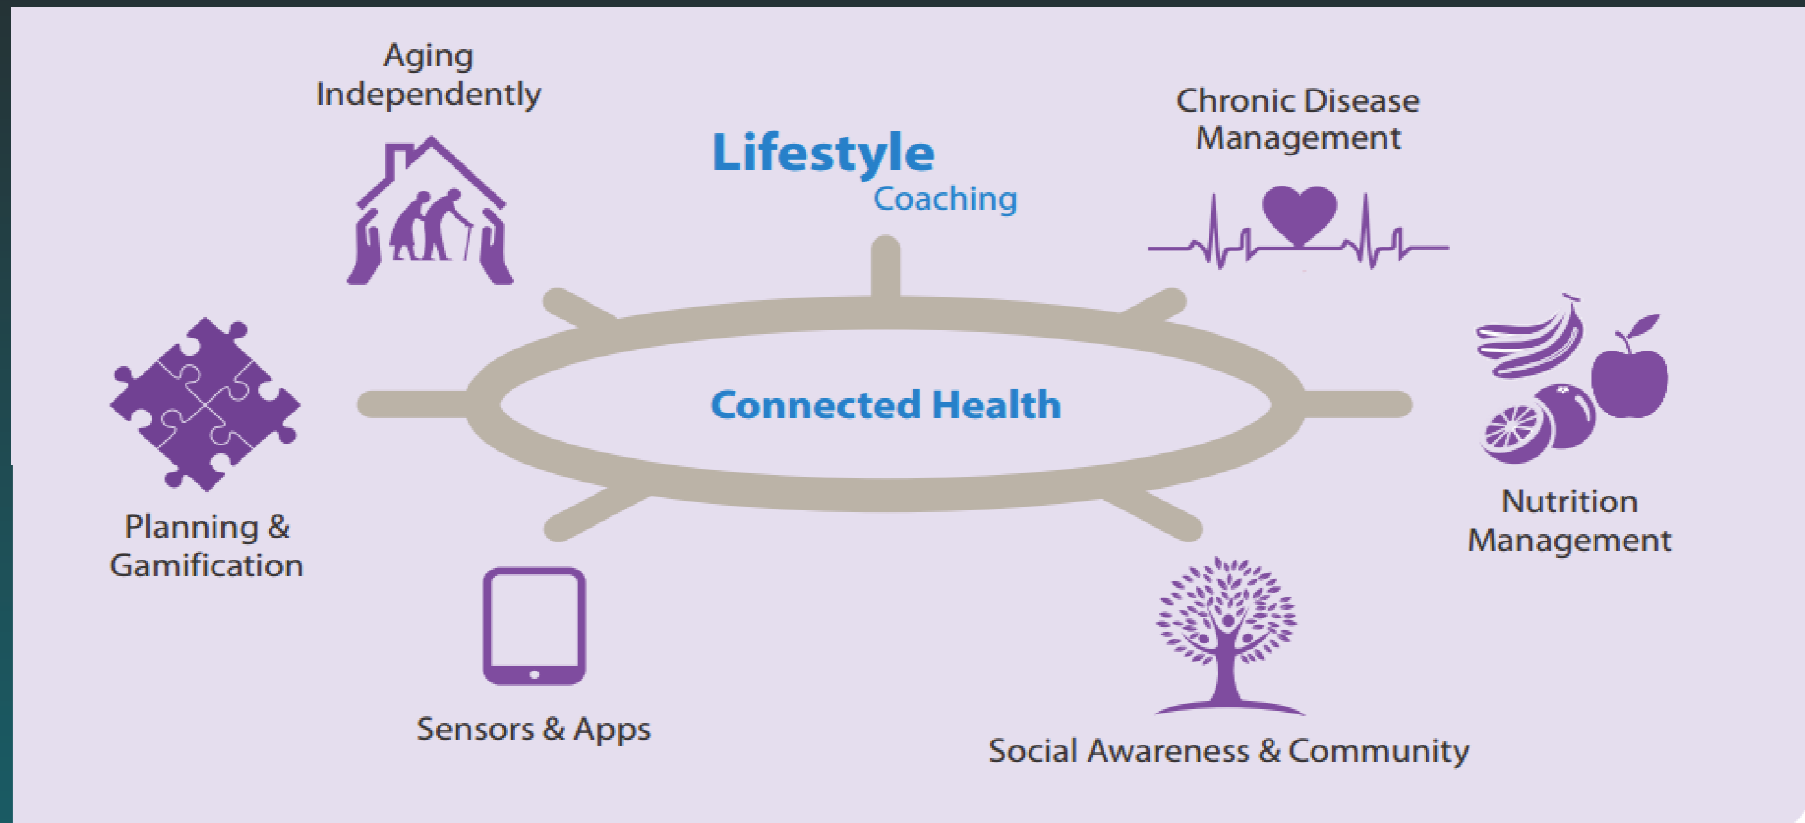 Aging
Independently
Lifestyle
Coaching
Chronic Disease
Management
Connected Health
Planning &
Gamification
Nutrition
Management
Sensors & Apps
Social Awareness & Community